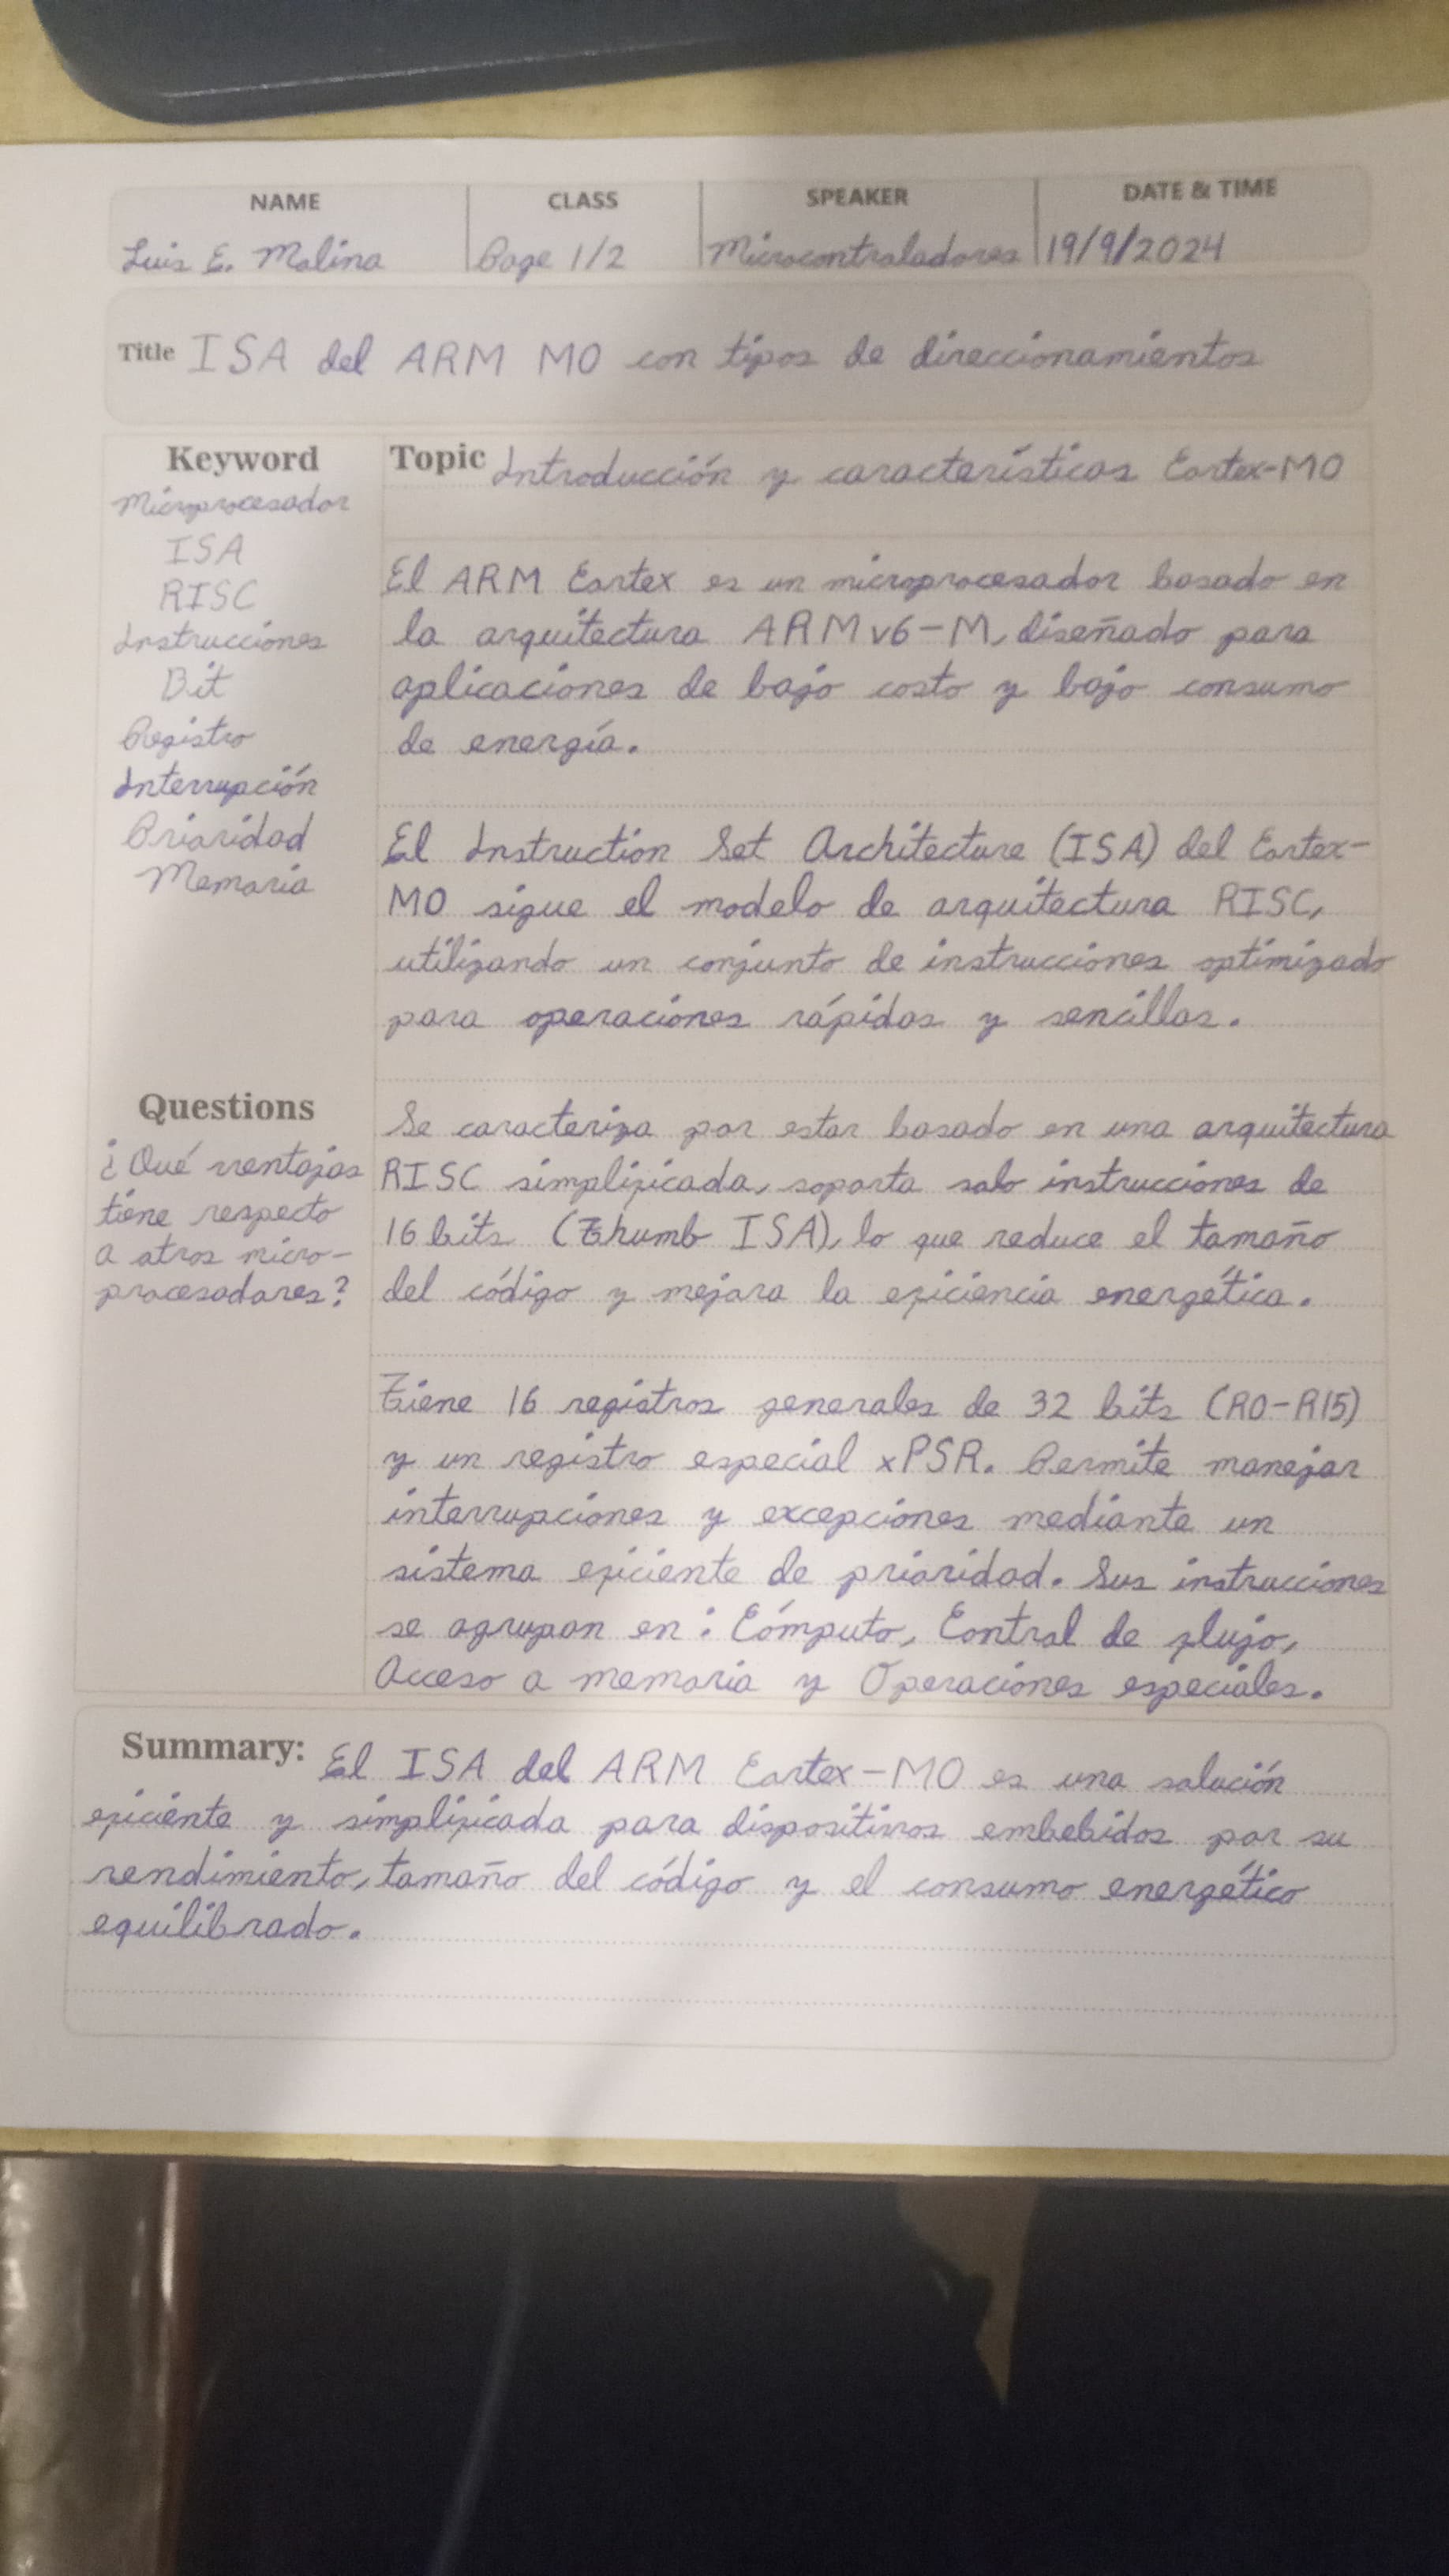 NAME CLASS SPEAKER DATE & TIME
Luis E. Molina Page 1/2 Microcontroladores 19/9/2024
Title ISA del ARM M0 con tipos de direccionamientos
Keyword
Microprocesador
ISA
RISC
Instrucciones
Bit
Registro
Interrupción
Prioridad
Memoria
Questions
¿Qué ventajas
tiene respecto
a otros micro-
procesadores?
Topic Introducción y características Cortex-M0
El ARM Cortex es un microprocesador basado en
la arquitectura ARMv6-M, diseñado para
aplicaciones de bajo costo y bajo consumo
de energía.
El Instruction Set Architecture (ISA) del Cortex-
M0 sigue el modelo de arquitectura RISC,
utilizando un conjunto de instrucciones optimizado
para operaciones rápidas y sencillas.
Se caracteriza por estar basado en una arquitectura
RISC simplificada, soporta solo instrucciones de
16 bits (Thumb ISA), lo que reduce el tamaño
del código y mejora la eficiencia energética.
Tiene 16 registros generales de 32 bits (R0-R15)
y un registro especial xPSR. Permite manejar
interrupciones y excepciones mediante un
sistema eficiente de prioridad. Sus instrucciones
se agrupan en: Cómputo, Control de flujo,
Acceso a memoria y Operaciones especiales.
Summary: El ISA del ARM Cortex-M0 es una solución
eficiente y simplificada para dispositivos embebidos por su
rendimiento, tamaño del código y el consumo energético
equilibrado.